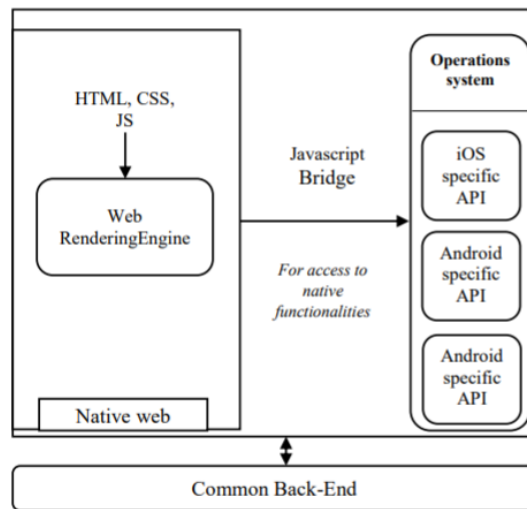 HTML, CSS,
JS
Web
RenderingEngine
Native web
Javascript
Bridge
For access to
native
functionalities
Operations
system
iOS
specific
API
Android
specific
API
Android
specific
API
Common Back-End